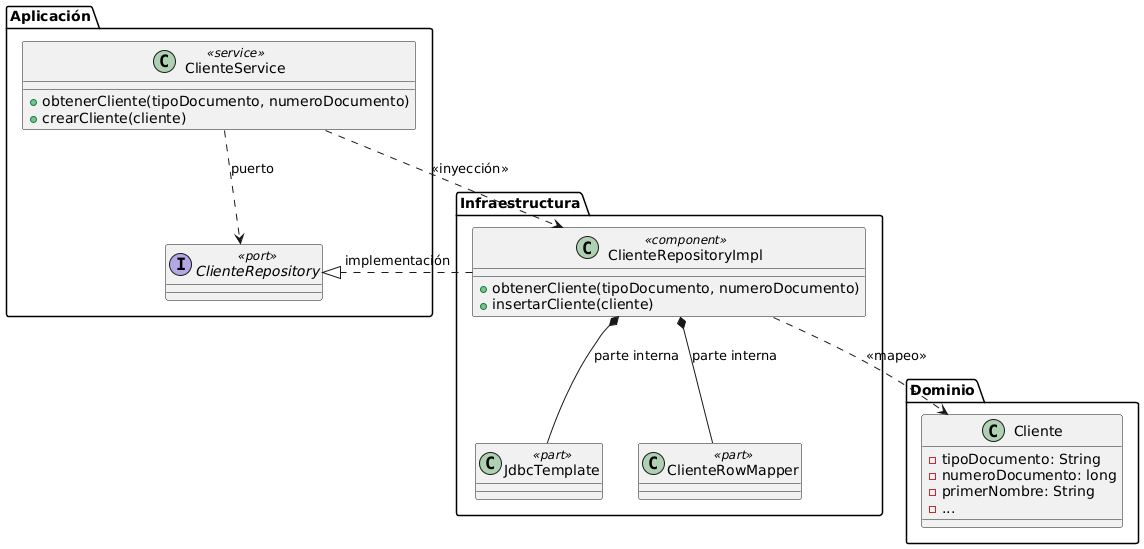 Aplicación
C
«service»
ClienteService
obtenerCliente(tipoDocumento, numeroDocumento)
crearCliente(cliente)
puerto
«inyección»
I
«port»
ClienteRepository
implementación
Infraestructura
C
«component»
ClienteRepositoryImpl
obtenerCliente(tipoDocumento, numeroDocumento)
insertarCliente(cliente)
parte interna
parte interna
«mapeo»
C
«part»
JdbcTemplate
C
«part»
ClienteRowMapper
Dominio
C
Cliente
tipoDocumento: String
numeroDocumento: long
primerNombre: String
...